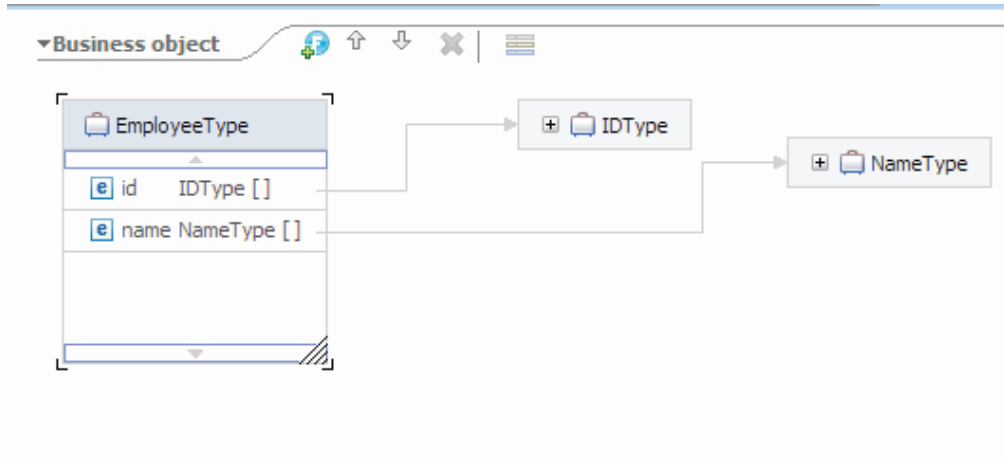 Business object
EmployeeType
id IDType [ ]
name NameType [ ]
IDType
NameType